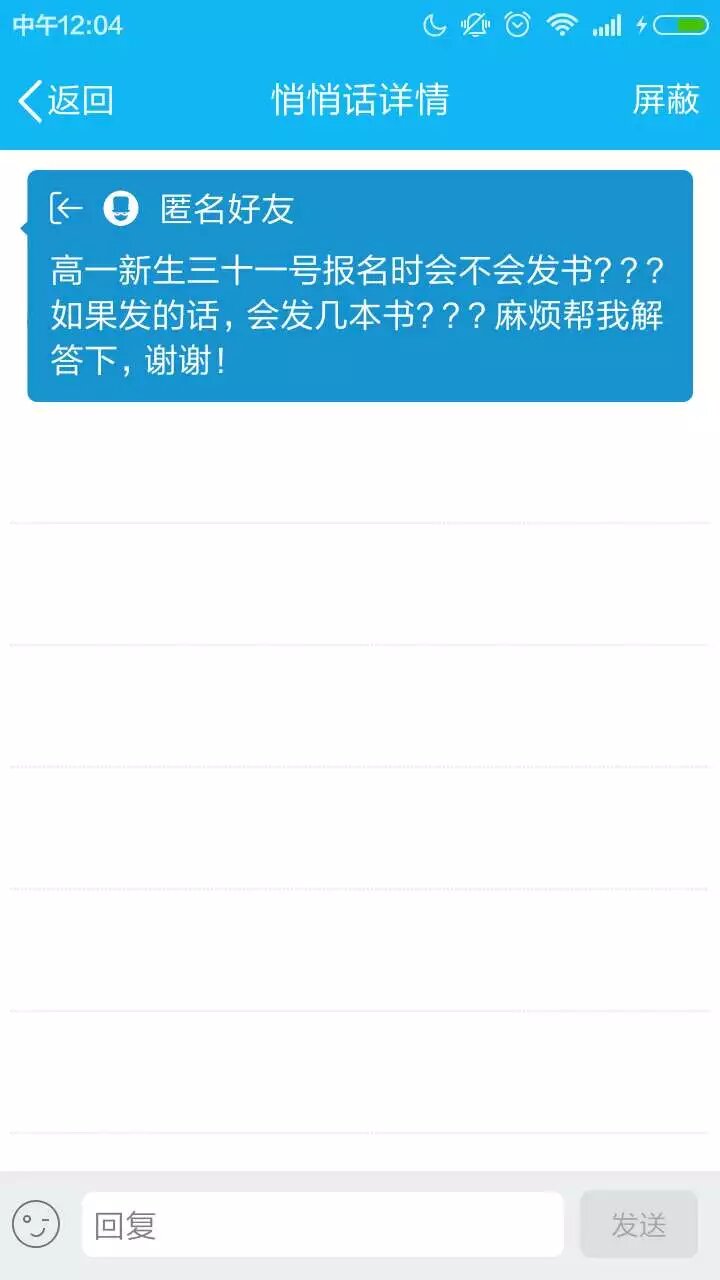 中午12:04
返回
悄悄话详情
屏蔽
匿名好友
高一新生三十一号报名时会不会发书???
如果发的话,会发几本书???麻烦帮我解
答下,谢谢!
回复
发送